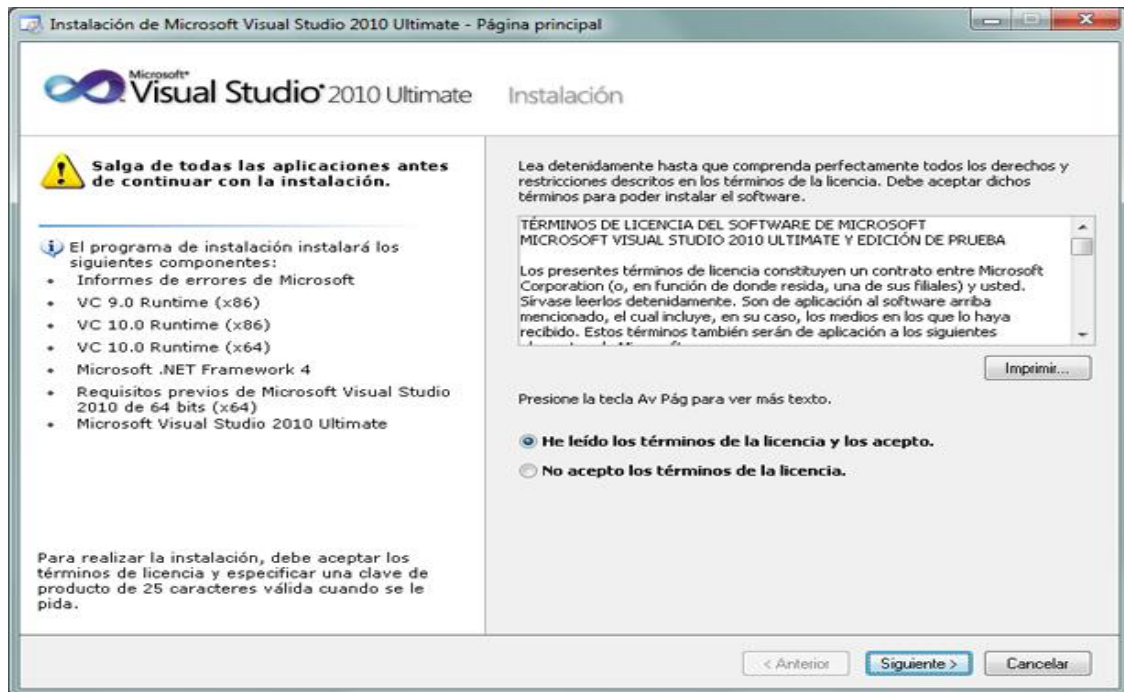 Instalación de Microsoft Visual Studio 2010 Ultimate - Página principal
Microsoft®
Visual Studio® 2010 Ultimate
Instalación
Salga de todas las aplicaciones antes
de continuar con la instalación.
El programa de instalación instalará los
siguientes componentes:
• Informes de errores de Microsoft
• VC 9.0 Runtime (x86)
• VC 10.0 Runtime (x86)
• VC 10.0 Runtime (x64)
• Microsoft .NET Framework 4
• Requisitos previos de Microsoft Visual Studio
2010 de 64 bits (x64)
• Microsoft Visual Studio 2010 Ultimate
Para realizar la instalación, debe aceptar los
términos de licencia y especificar una clave de
producto de 25 caracteres válida cuando se le
pida.
Lea detenidamente hasta que comprenda perfectamente todos los derechos y
restricciones descritos en los términos de la licencia. Debe aceptar dichos
términos para poder instalar el software.
TÉRMINOS DE LICENCIA DEL SOFTWARE DE MICROSOFT
MICROSOFT VISUAL STUDIO 2010 ULTIMATE Y EDICIÓN DE PRUEBA
Los presentes términos de licencia constituyen un contrato entre Microsoft
Corporation (o, en función de donde resida, una de sus filiales) y usted.
Sírvase leerlos detenidamente. Son de aplicación al software arriba
mencionado, el cual incluye, en su caso, los medios en los que lo haya
recibido. Estos términos también serán de aplicación a los siguientes
Imprimir...
Presione la tecla Av Pág para ver más texto.
He leído los términos de la licencia y los acepto.
No acepto los términos de la licencia.
< Anterior
Siguiente >
Cancelar